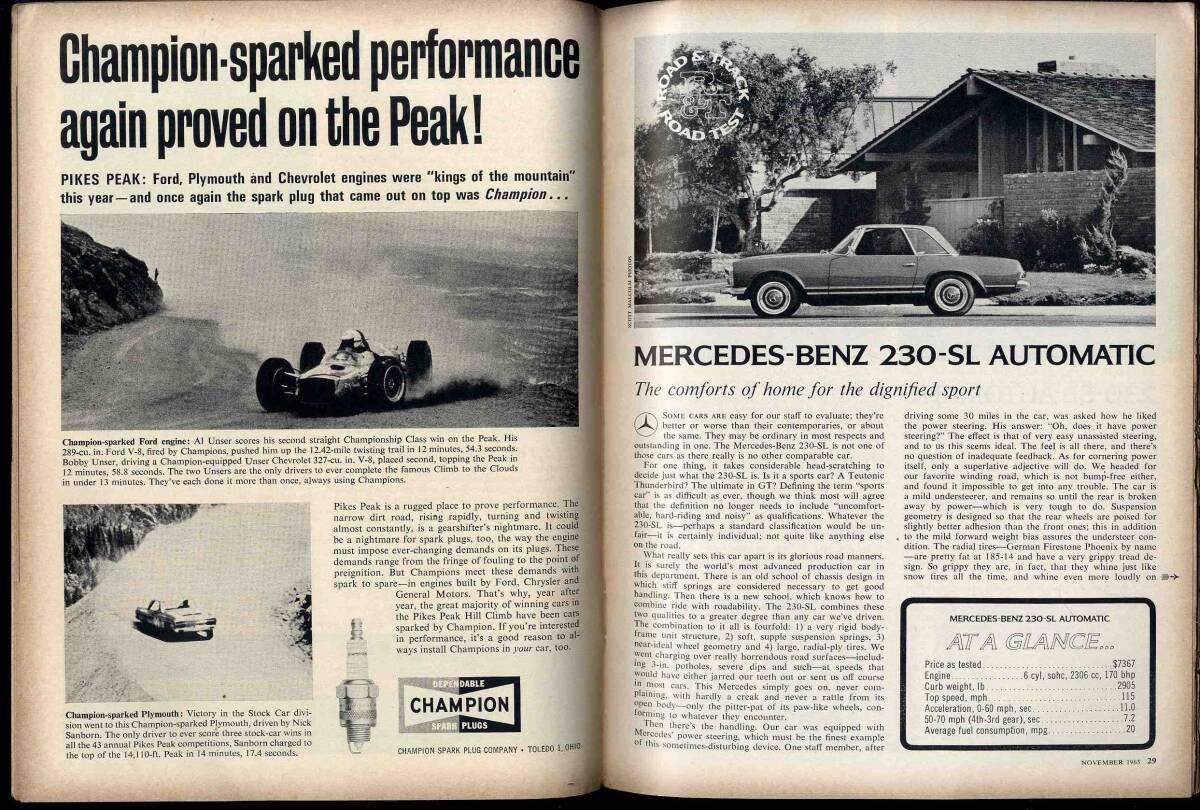 Champion-sparked performance
again proved on the Peak!
PIKES PEAK: Ford, Plymouth and Chevrolet engines were "kings of the mountain"
this year—and once again the spark plug that came out on top was Champion...
Champion-sparked Ford engine: Al Unser scores his second straight Championship Class win on the Peak. His
289-cu. in. Ford V-8, fired by Champions, pushed him up the 12.42-mile twisting trail in 12 minutes, 54.3 seconds.
Bobby Unser, driving a Champion-equipped Unser Chevrolet 327-cu. in. V-8, placed second, topping the Peak in
12 minutes, 58.8 seconds. The two Unsers are the only drivers to ever complete the famous Climb to the Clouds
in under 13 minutes. They've each done it more than once, always using Champions.
Champion-sparked Plymouth: Victory in the Stock Car divi-
sion went to this Champion-sparked Plymouth, driven by Nick
Sanborn. The only driver to ever score three stock-car wins in
all the 43 annual Pikes Peak competitions, Sanborn charged to
the top of the 14,110-ft. Peak in 14 minutes, 17.4 seconds.
Pikes Peak is a rugged place to prove performance. The
narrow dirt road, rising rapidly, turning and twisting
almost constantly, is a gearshifter's nightmare. It could
be a nightmare for spark plugs, too, the way the engine
must impose ever-changing demands on its plugs. These
demands range from the fringe of fouling to the point of
preignition. But Champions meet these demands with
spark to spare—in engines built by Ford, Chrysler and
General Motors. That's why, year after
year, the great majority of winning cars in
the Pikes Peak Hill Climb have been cars
sparked by Champion. If you're interested
in performance, it's a good reason to al-
ways install Champions in your car, too.
DEPENDABLE
CHAMPION
SPARK PLUGS
CHAMPION SPARK PLUG COMPANY • TOLEDO 1, OHIO
ROAD & TRACK
R&T
ROAD TEST
SCOTT MALCOLM PHOTOS
MERCEDES-BENZ 230-SL AUTOMATIC
The comforts of home for the dignified sport
SOME CARS ARE easy for our staff to evaluate; they're
better or worse than their contemporaries, or about
the same. They may be ordinary in most respects and
outstanding in one. The Mercedes-Benz 230-SL is not one of
those cars as there really is no other comparable car.
For one thing, it takes considerable head-scratching to
decide just what the 230-SL is. Is it a sports car? A Teutonic
Thunderbird? The ultimate in GT? Defining the term "sports
car" is as difficult as ever, though we think most will agree
that the definition no longer needs to include "uncomfort-
able, hard-riding and noisy" as qualifications. Whatever the
230-SL is—perhaps a standard classification would be un-
fair—it is certainly individual; not quite like anything else
on the road.
What really sets this car apart is its glorious road manners.
It is surely the world's most advanced production car in
this department. There is an old school of chassis design in
which stiff springs are considered necessary to get good
handling. Then there is a new school, which knows how to
combine ride with roadability. The 230-SL combines these
two qualities to a greater degree than any car we've driven.
The combination to it all is fourfold: 1) a very rigid body-
frame unit structure, 2) soft, supple suspension springs, 3)
near-ideal wheel geometry and 4) large, radial-ply tires. We
went charging over really horrendous road surfaces—includ-
ing 3-in. potholes, severe dips and such—at speeds that
would have either jarred our teeth out or sent us off course
in most cars. This Mercedes simply goes on, never com-
plaining, with hardly a creak and never a rattle from its
open body—only the pitter-pat of its paw-like wheels, con-
forming to whatever they encounter.
Then there's the handling. Our car was equipped with
Mercedes' power steering, which must be the finest example
of this sometimes-disturbing device. One staff member, after
driving some 30 miles in the car, was asked how he liked
the power steering. His answer: "Oh, does it have power
steering?" The effect is that of very easy unassisted steering,
and to us this seems ideal. The feel is all there, and there's
no question of inadequate feedback. As for cornering power
itself, only a superlative adjective will do. We headed for
our favorite winding road, which is not bump-free either,
and found it impossible to get into any trouble. The car is
a mild understeerer, and remains so until the rear is broken
away by power—which is very tough to do. Suspension
geometry is designed so that the rear wheels are poised for
slightly better adhesion than the front ones; this in addition
to the mild forward weight bias assures the understeer con-
dition. The radial tires—German Firestone Phoenix by name
—are pretty fat at 185-14 and have a very grippy tread de-
sign. So grippy they are, in fact, that they whine just like
snow tires all the time, and whine even more loudly on
MERCEDES-BENZ 230-SL AUTOMATIC
AT A GLANCE...
Price as tested $7367
Engine 6 cyl, sohc, 2306 cc, 170 bhp
Curb weight, lb 2905
Top speed, mph 115
Acceleration, 0-60 mph, sec 11.0
50-70 mph (4th-3rd gear), sec 7.2
Average fuel consumption, mpg 20
NOVEMBER 1965 29